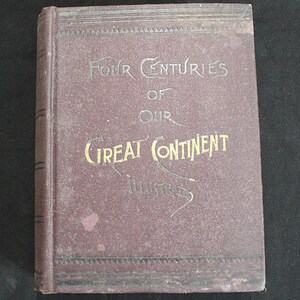 FOUR CENTURIES
OF
OUR
GREAT CONTINENT
ILLUSTRATED